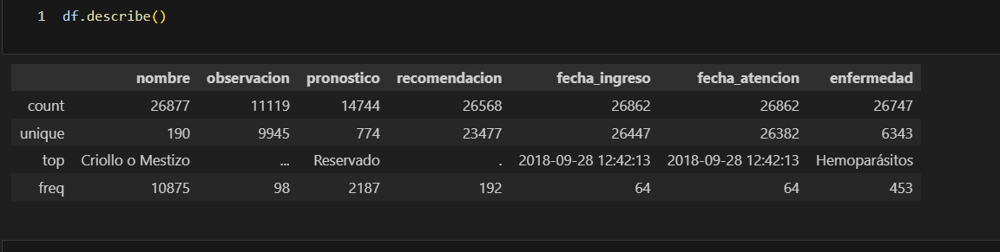 1 df.describe()
nombre observacion pronostico recomendacion fecha_ingreso fecha_atencion enfermedad
count 26877 11119 14744 26568 26862 26862 26747
unique 190 9945 774 23477 26447 26382 6343
top Criollo o Mestizo ... Reservado . 2018-09-28 12:42:13 2018-09-28 12:42:13 Hemoparásitos
freq 10875 98 2187 192 64 64 453